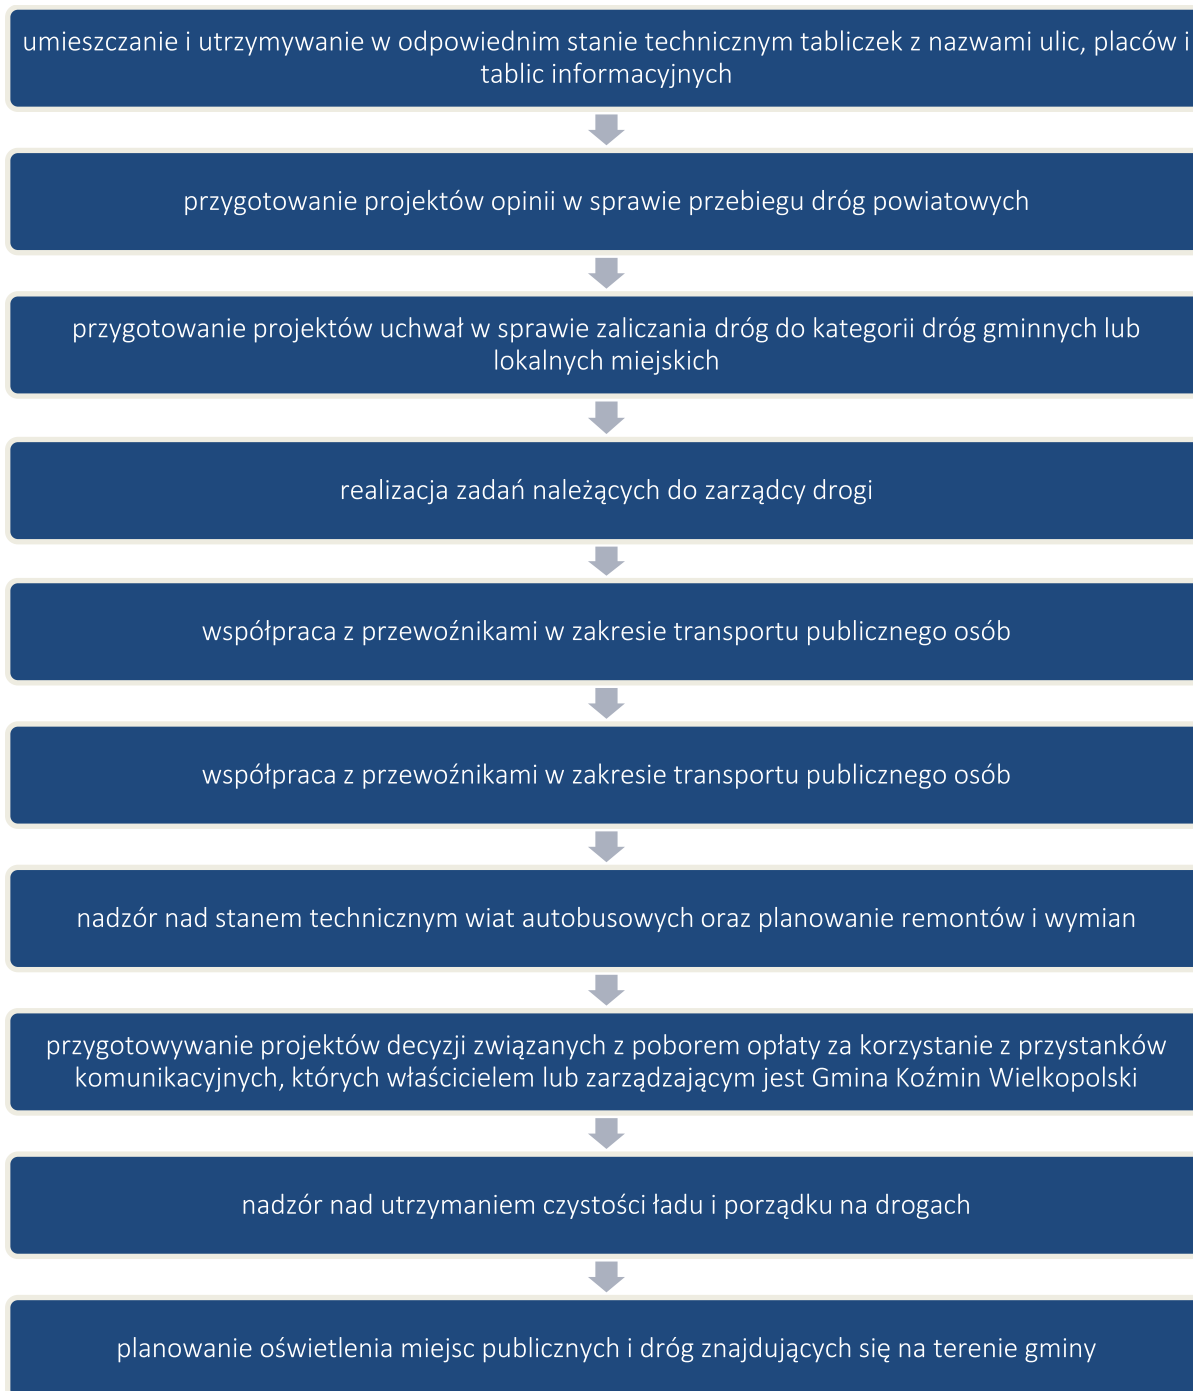 umieszczanie i utrzymywanie w odpowiednim stanie technicznym tabliczek z nazwami ulic, placów i
tablic informacyjnych
przygotowanie projektów opinii w sprawie przebiegu dróg powiatowych
przygotowanie projektów uchwał w sprawie zaliczania dróg do kategorii dróg gminnych lub
lokalnych miejskich
realizacja zadań należących do zarządcy drogi
współpraca z przewoźnikami w zakresie transportu publicznego osób
współpraca z przewoźnikami w zakresie transportu publicznego osób
nadzór nad stanem technicznym wiat autobusowych oraz planowanie remontów i wymian
przygotowywanie projektów decyzji związanych z poborem opłaty za korzystanie z przystanków
komunikacyjnych, których właścicielem lub zarządzającym jest Gmina Koźmin Wielkopolski
nadzór nad utrzymaniem czystości ładu i porządku na drogach
planowanie oświetlenia miejsc publicznych i dróg znajdujących się na terenie gminy